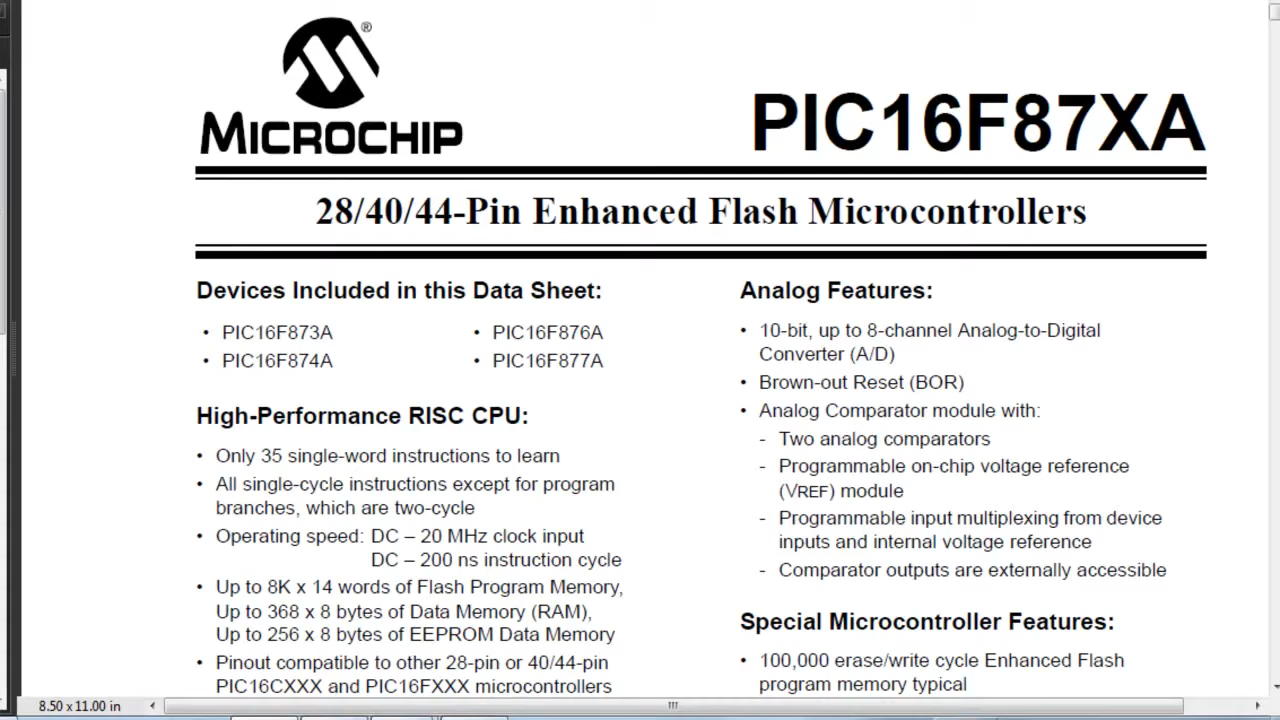 ®
MICROCHIP
PIC16F87XA
28/40/44-Pin Enhanced Flash Microcontrollers
Devices Included in this Data Sheet:
• PIC16F873A
• PIC16F876A
• PIC16F874A
• PIC16F877A
High-Performance RISC CPU:
• Only 35 single-word instructions to learn
• All single-cycle instructions except for program
branches, which are two-cycle
• Operating speed: DC – 20 MHz clock input
DC – 200 ns instruction cycle
• Up to 8K x 14 words of Flash Program Memory,
Up to 368 x 8 bytes of Data Memory (RAM),
Up to 256 x 8 bytes of EEPROM Data Memory
• Pinout compatible to other 28-pin or 40/44-pin
PIC16CXXX and PIC16FXXX microcontrollers
Analog Features:
• 10-bit, up to 8-channel Analog-to-Digital
Converter (A/D)
• Brown-out Reset (BOR)
• Analog Comparator module with:
- Two analog comparators
- Programmable on-chip voltage reference
(VREF) module
- Programmable input multiplexing from device
inputs and internal voltage reference
- Comparator outputs are externally accessible
Special Microcontroller Features:
• 100,000 erase/write cycle Enhanced Flash
program memory typical
8.50 x 11.00 in